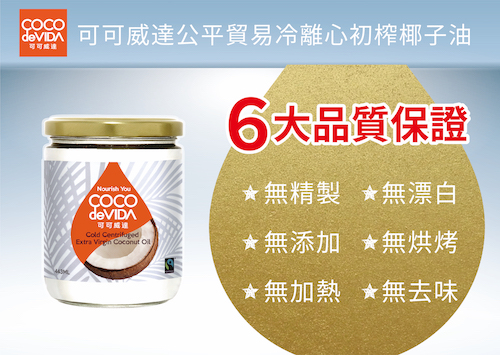 COCO
deVIDA
可可威達
可可威達公平貿易冷離心初榨椰子油
6大品質保證
★無精製 ★無漂白
★無添加 ★無烘烤
★無加熱 ★無去味
Nourish You
COCO
deVIDA
可可威達
Cold Centrifuged
Extra Virgin Coconut Oil